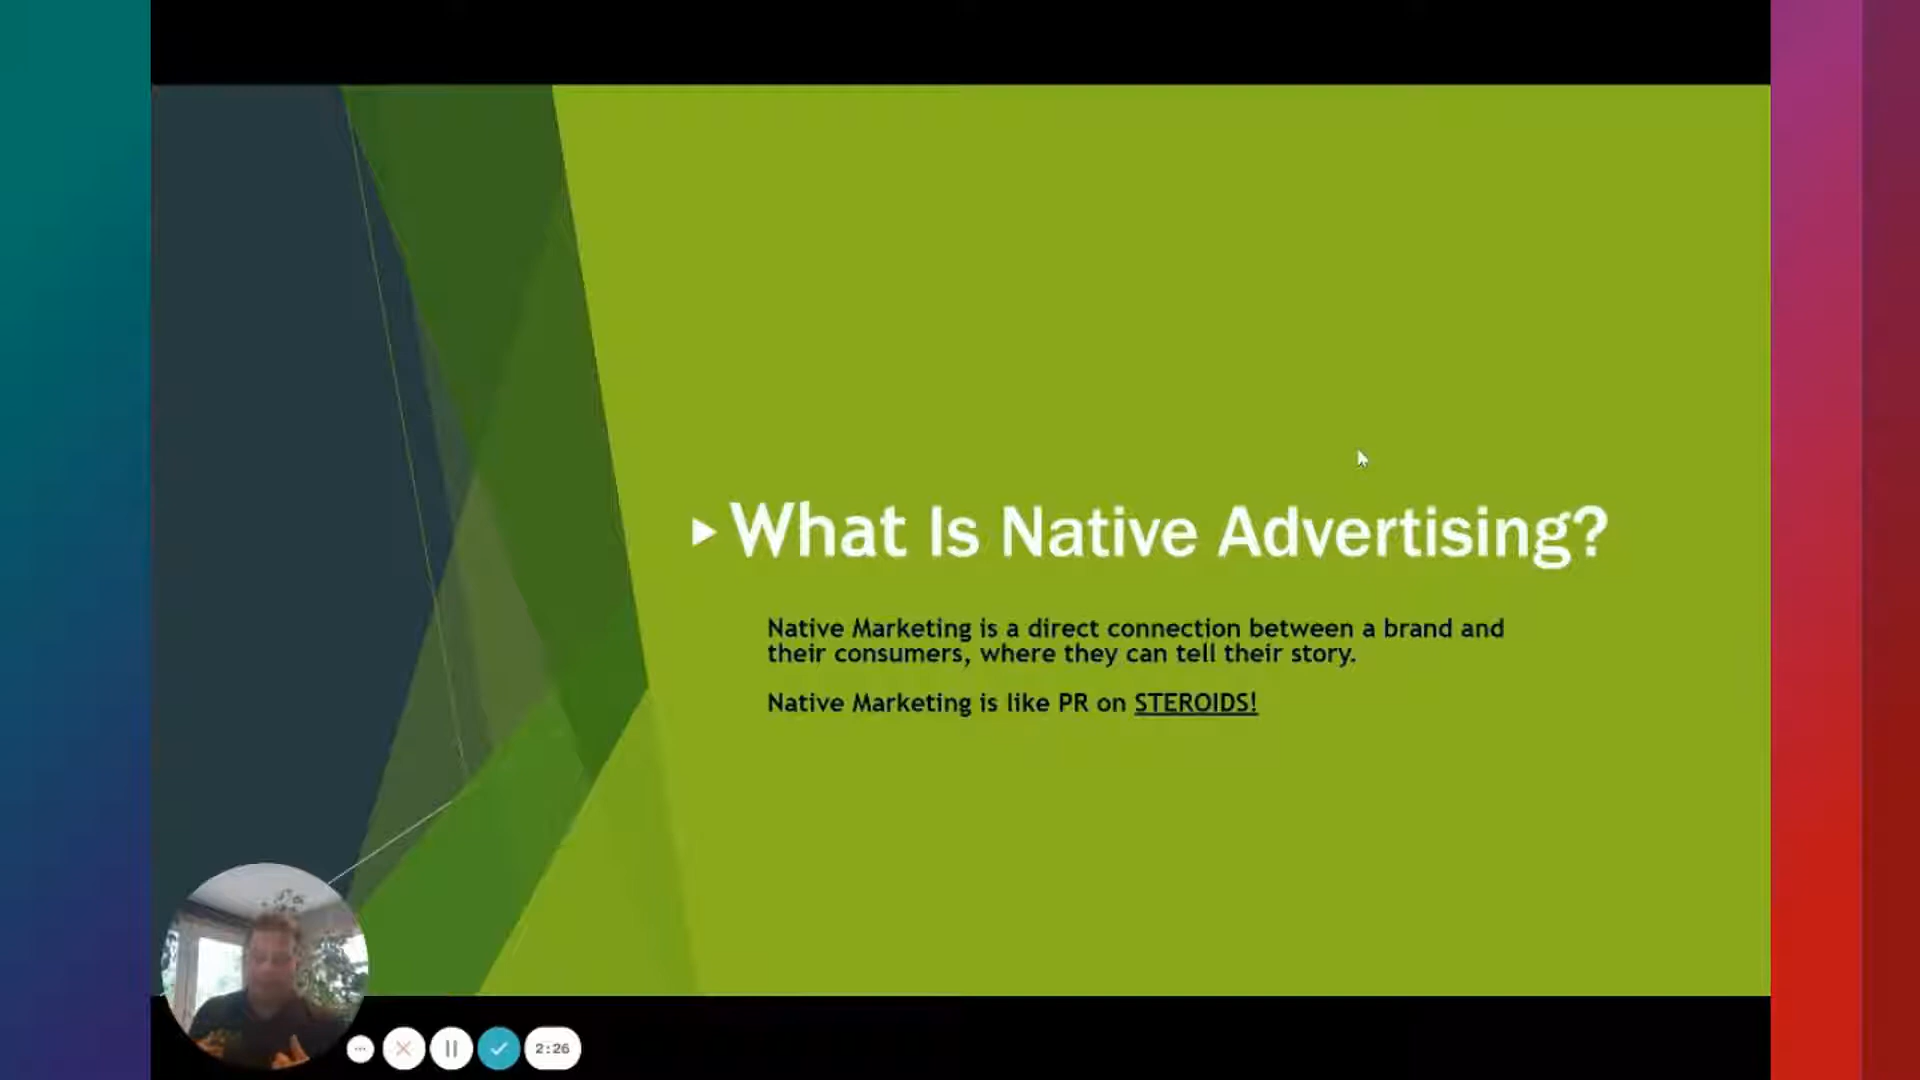 What Is Native Advertising?
Native Marketing is a direct connection between a brand and
their consumers, where they can tell their story.
Native Marketing is like PR on STEROIDS!
2:26